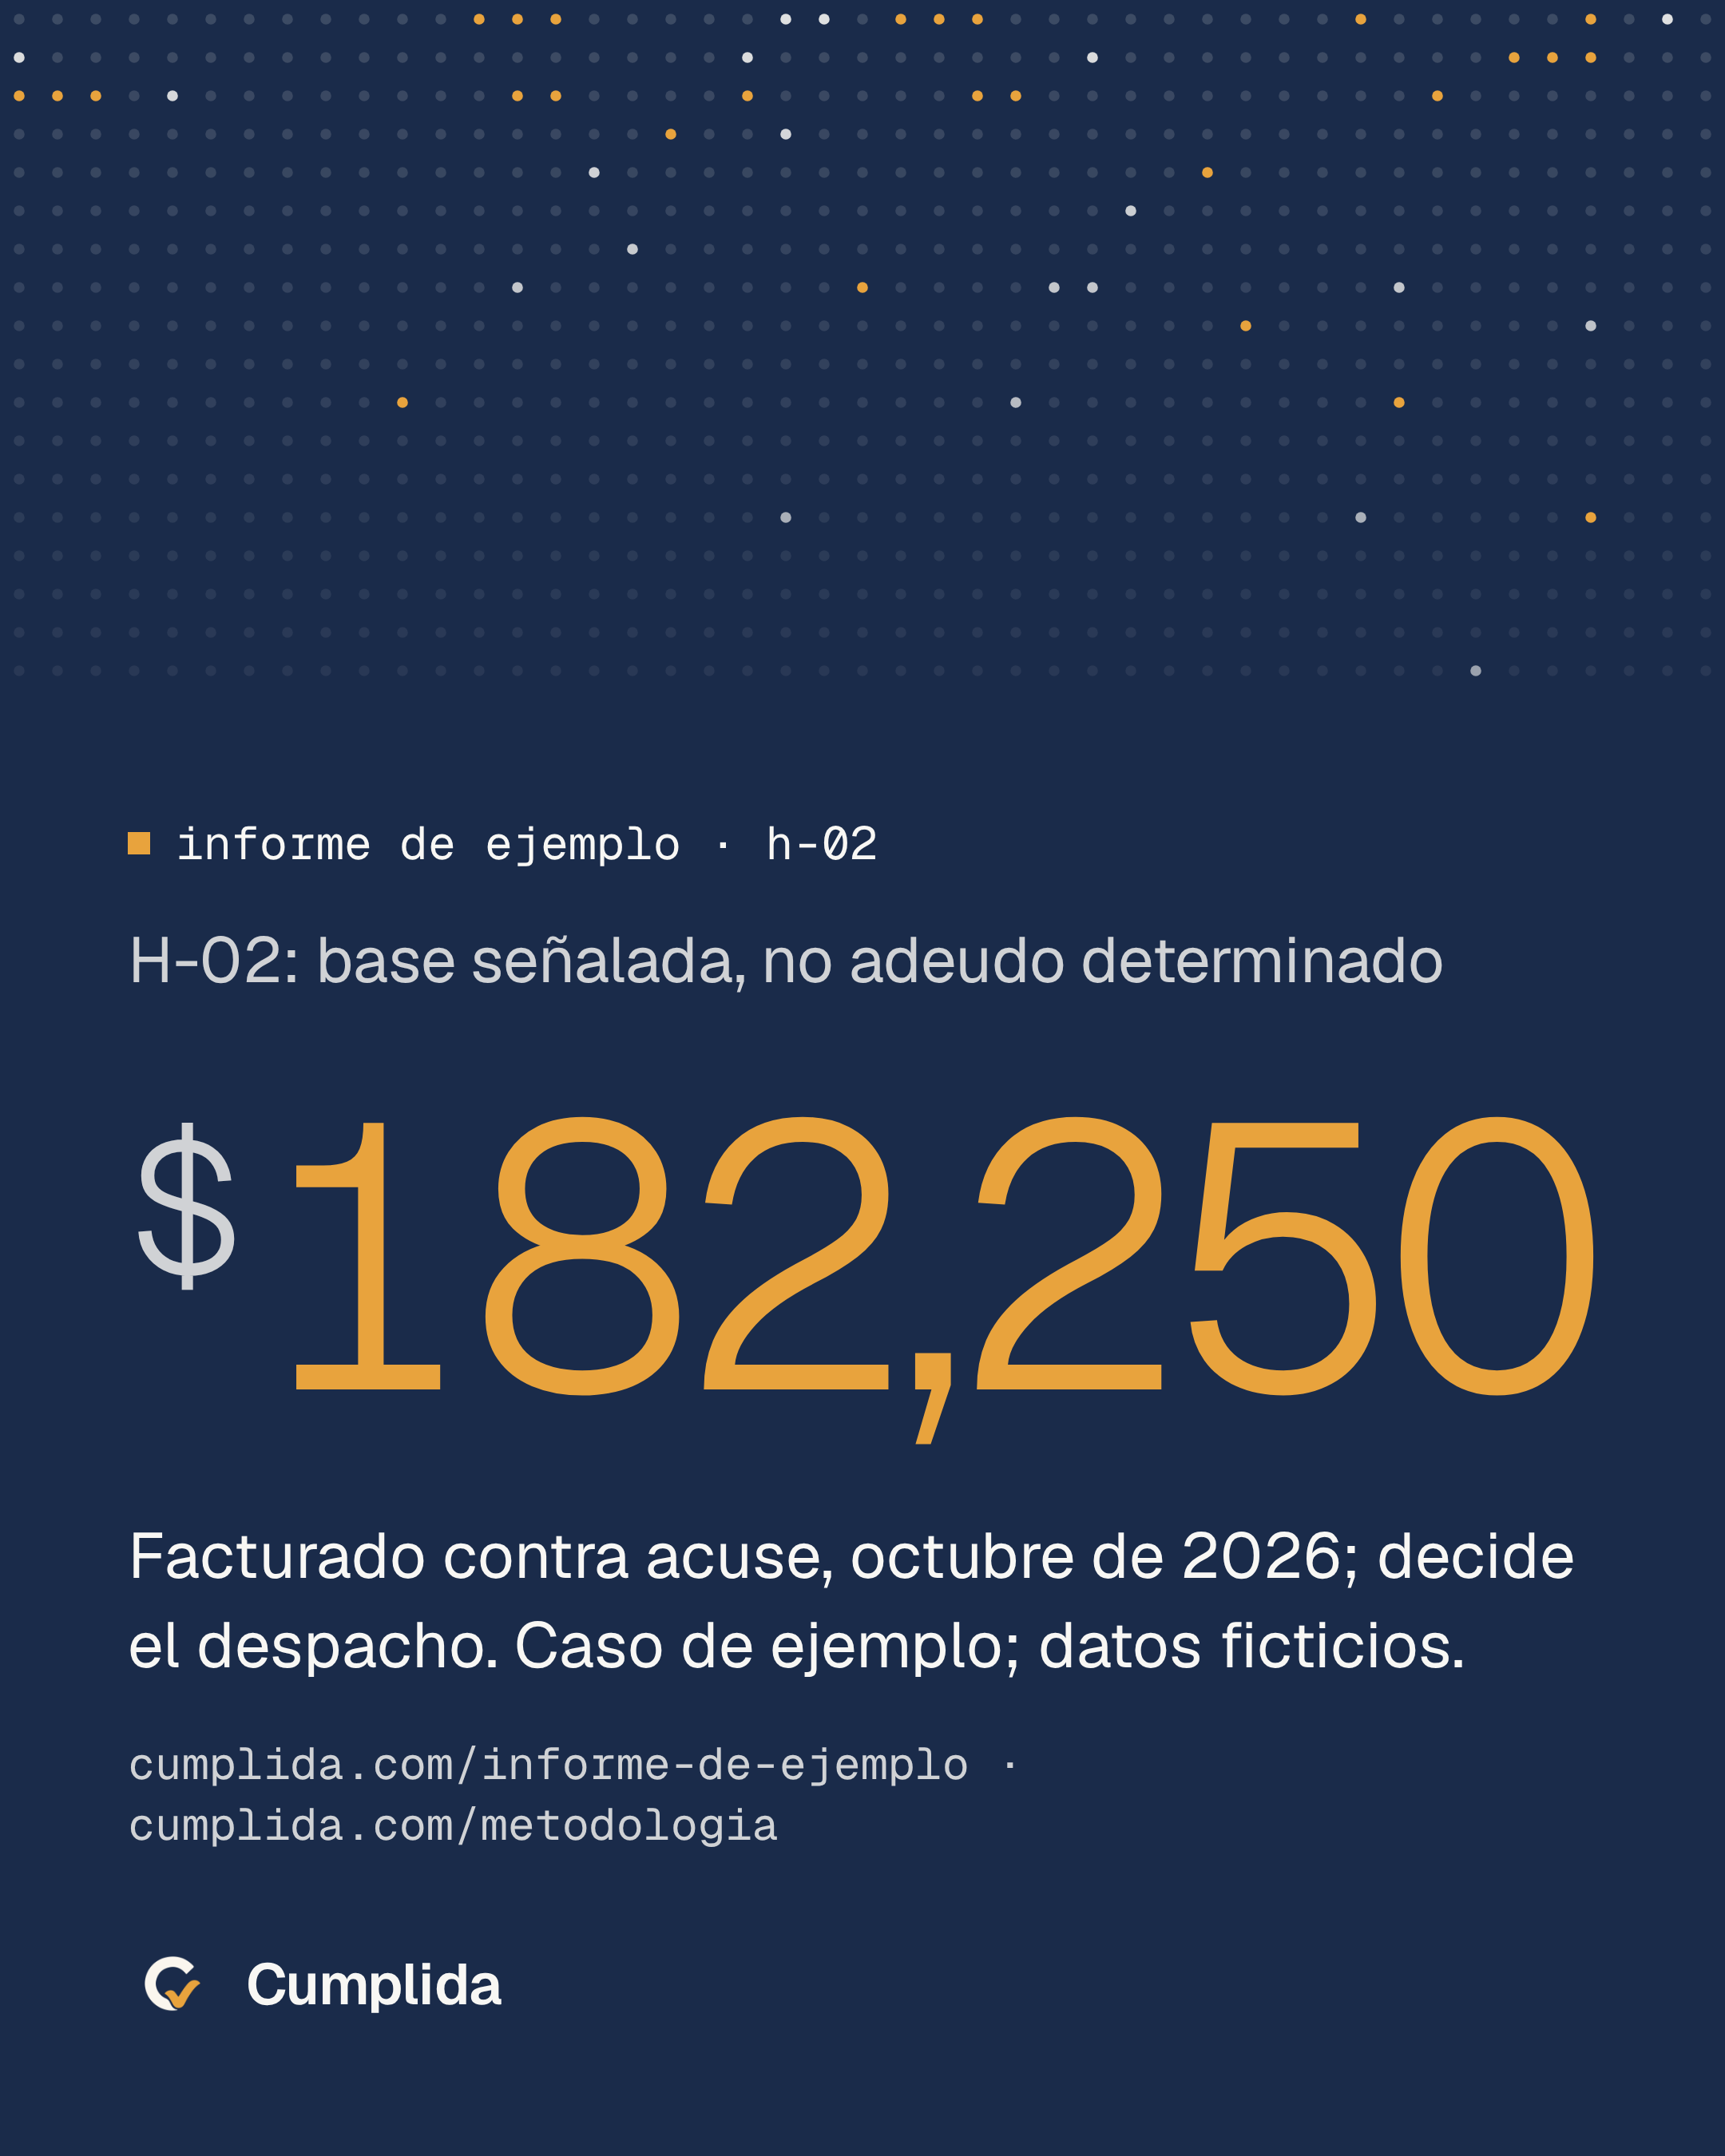 informe de ejemplo · h-02
H-02: base señalada, no adeudo determinado
$182,250
Facturado contra acuse, octubre de 2026; decide
el despacho. Caso de ejemplo; datos ficticios.
cumplida.com/informe-de-ejemplo ·
cumplida.com/metodologia
Cumplida